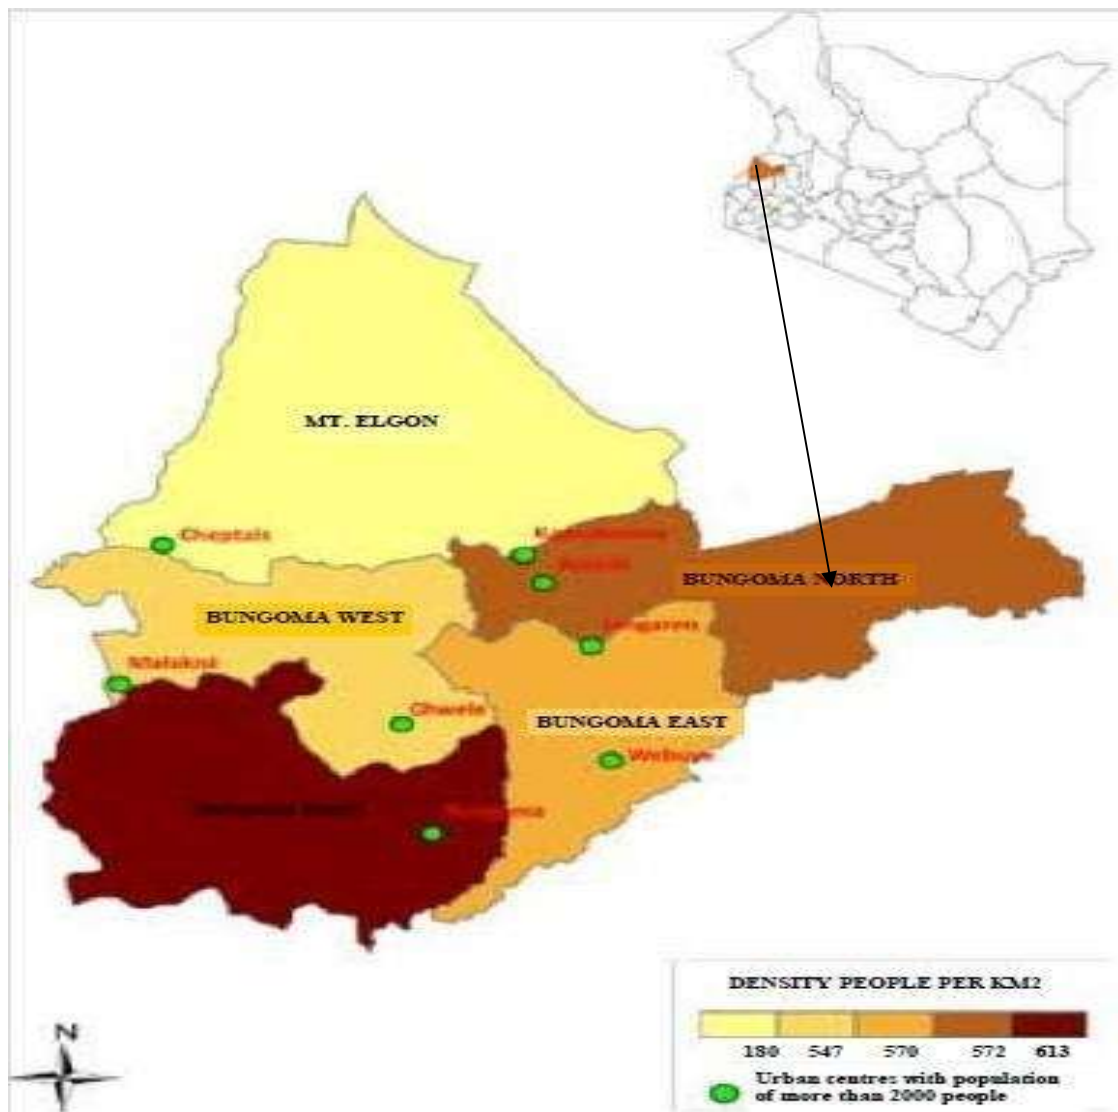 MT. ELGON
Cheptais
BUNGOMA NORTH
BUNGOMA WEST
Chwele
BUNGOMA EAST
Webuye
DENSITY PEOPLE PER KM2
180 547 570 572 613
N
Urban centres with population
of more than 2000 people